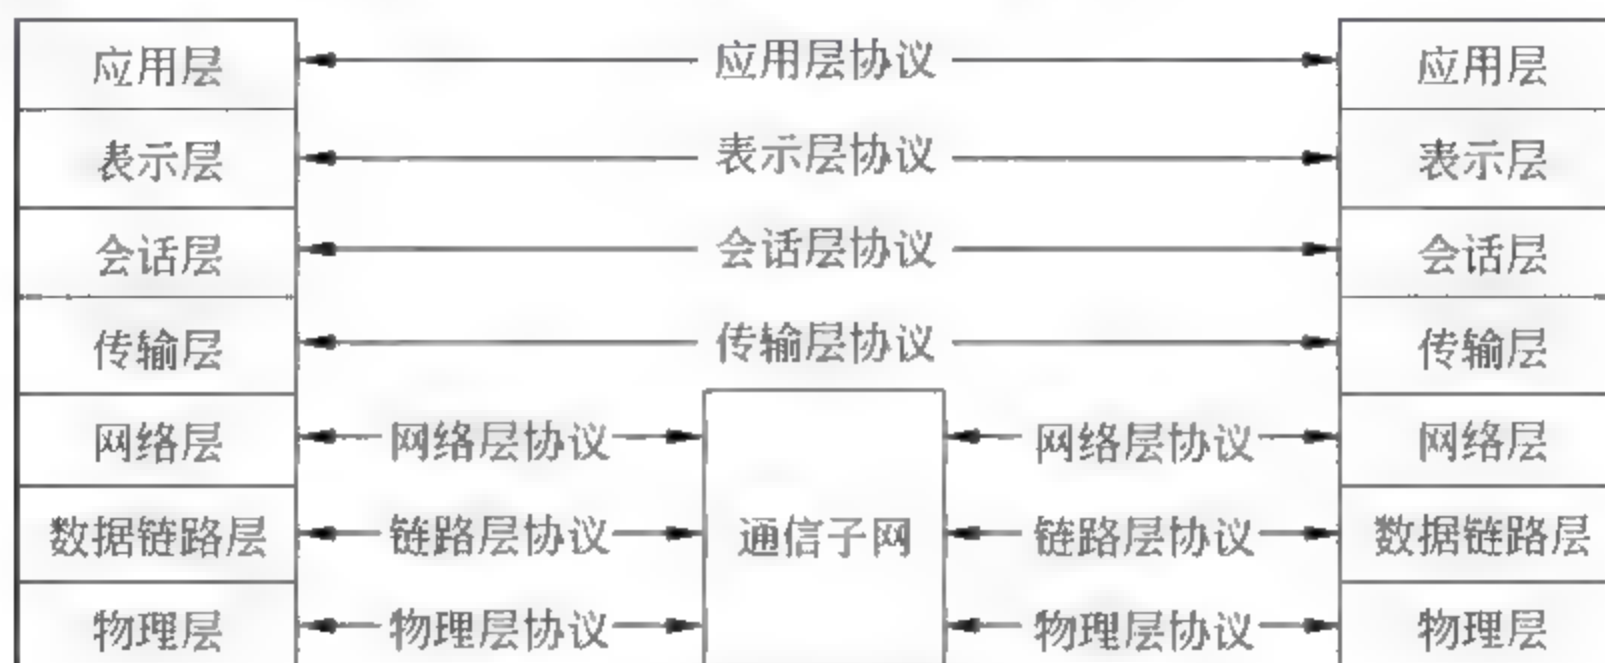 应用层 应用层协议 应用层
表示层 表示层协议 表示层
会话层 会话层协议 会话层
传输层 传输层协议 传输层
网络层 网络层协议 网络层协议 网络层
数据链路层 链路层协议 通信子网 链路层协议 数据链路层
物理层 物理层协议 物理层协议 物理层